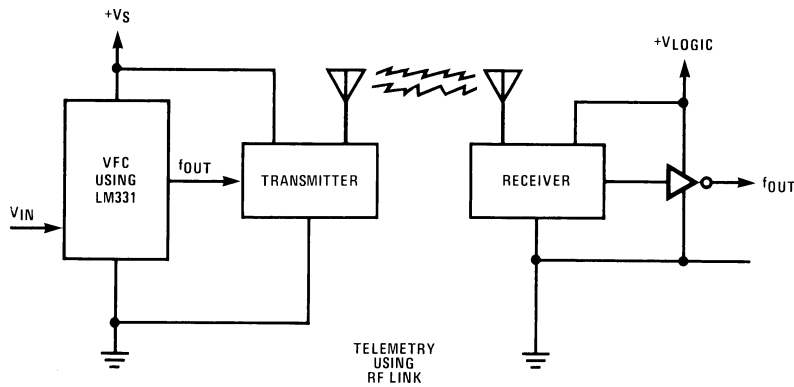 +VS
+VLOGIC
VFC
USING
LM331
fOUT
TRANSMITTER
RECEIVER
fOUT
VIN
TELEMETRY
USING
RF LINK